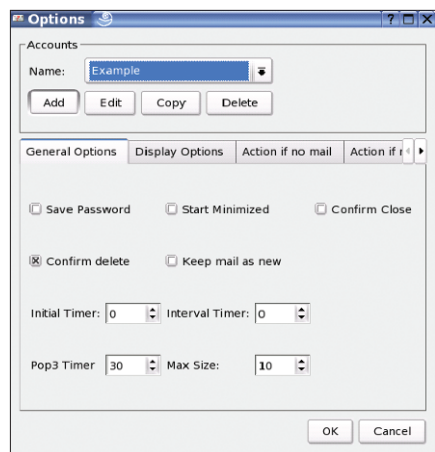 Options
Accounts
Name: Example
Add Edit Copy Delete
General Options Display Options Action if no mail Action if
Save Password Start Minimized Confirm Close
Confirm delete Keep mail as new
Initial Timer: 0 Interval Timer: 0
Pop3 Timer 30 Max Size: 10
OK Cancel